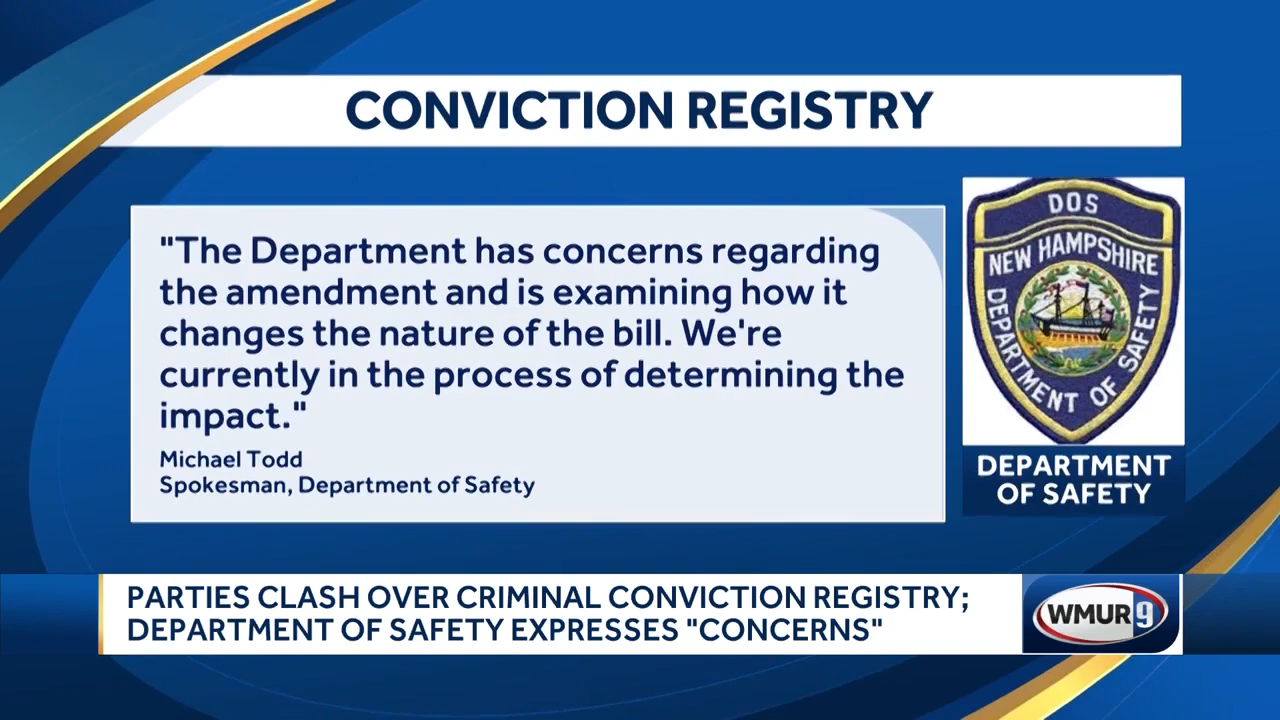 CONVICTION REGISTRY
"The Department has concerns regarding
the amendment and is examining how it
changes the nature of the bill. We're
currently in the process of determining the
impact."
Michael Todd
Spokesman, Department of Safety
DOS
NEW HAMPSHIRE
DEPARTMENT OF SAFETY
DEPARTMENT
OF SAFETY
PARTIES CLASH OVER CRIMINAL CONVICTION REGISTRY;
DEPARTMENT OF SAFETY EXPRESSES "CONCERNS"
WMUR 9